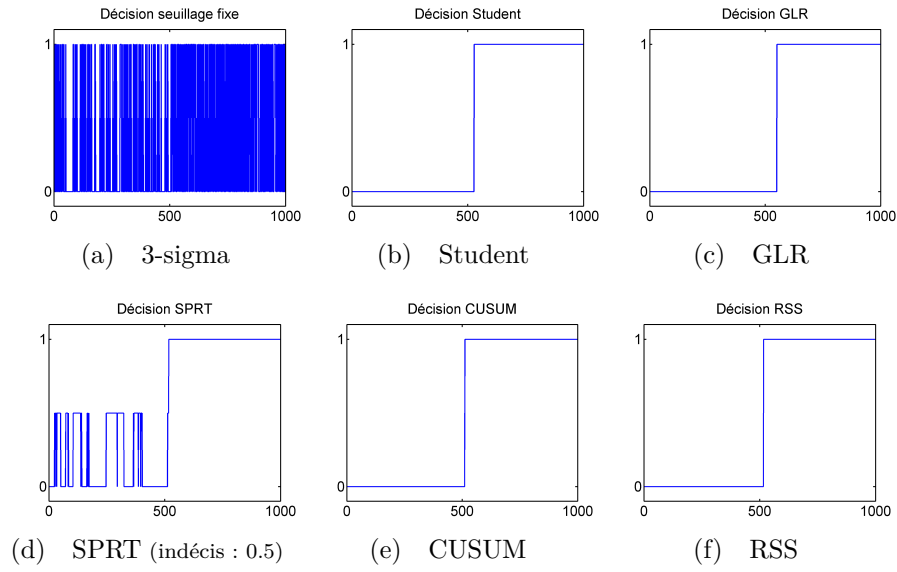 Décision seuillage fixe
1
0
0 500 1000
(a) 3-sigma
Décision Student
1
0
0 500 1000
(b) Student
Décision GLR
1
0
0 500 1000
(c) GLR
Décision SPRT
1
0
0 500 1000
(d) SPRT (indécis : 0.5)
Décision CUSUM
1
0
0 500 1000
(e) CUSUM
Décision RSS
1
0
0 500 1000
(f) RSS